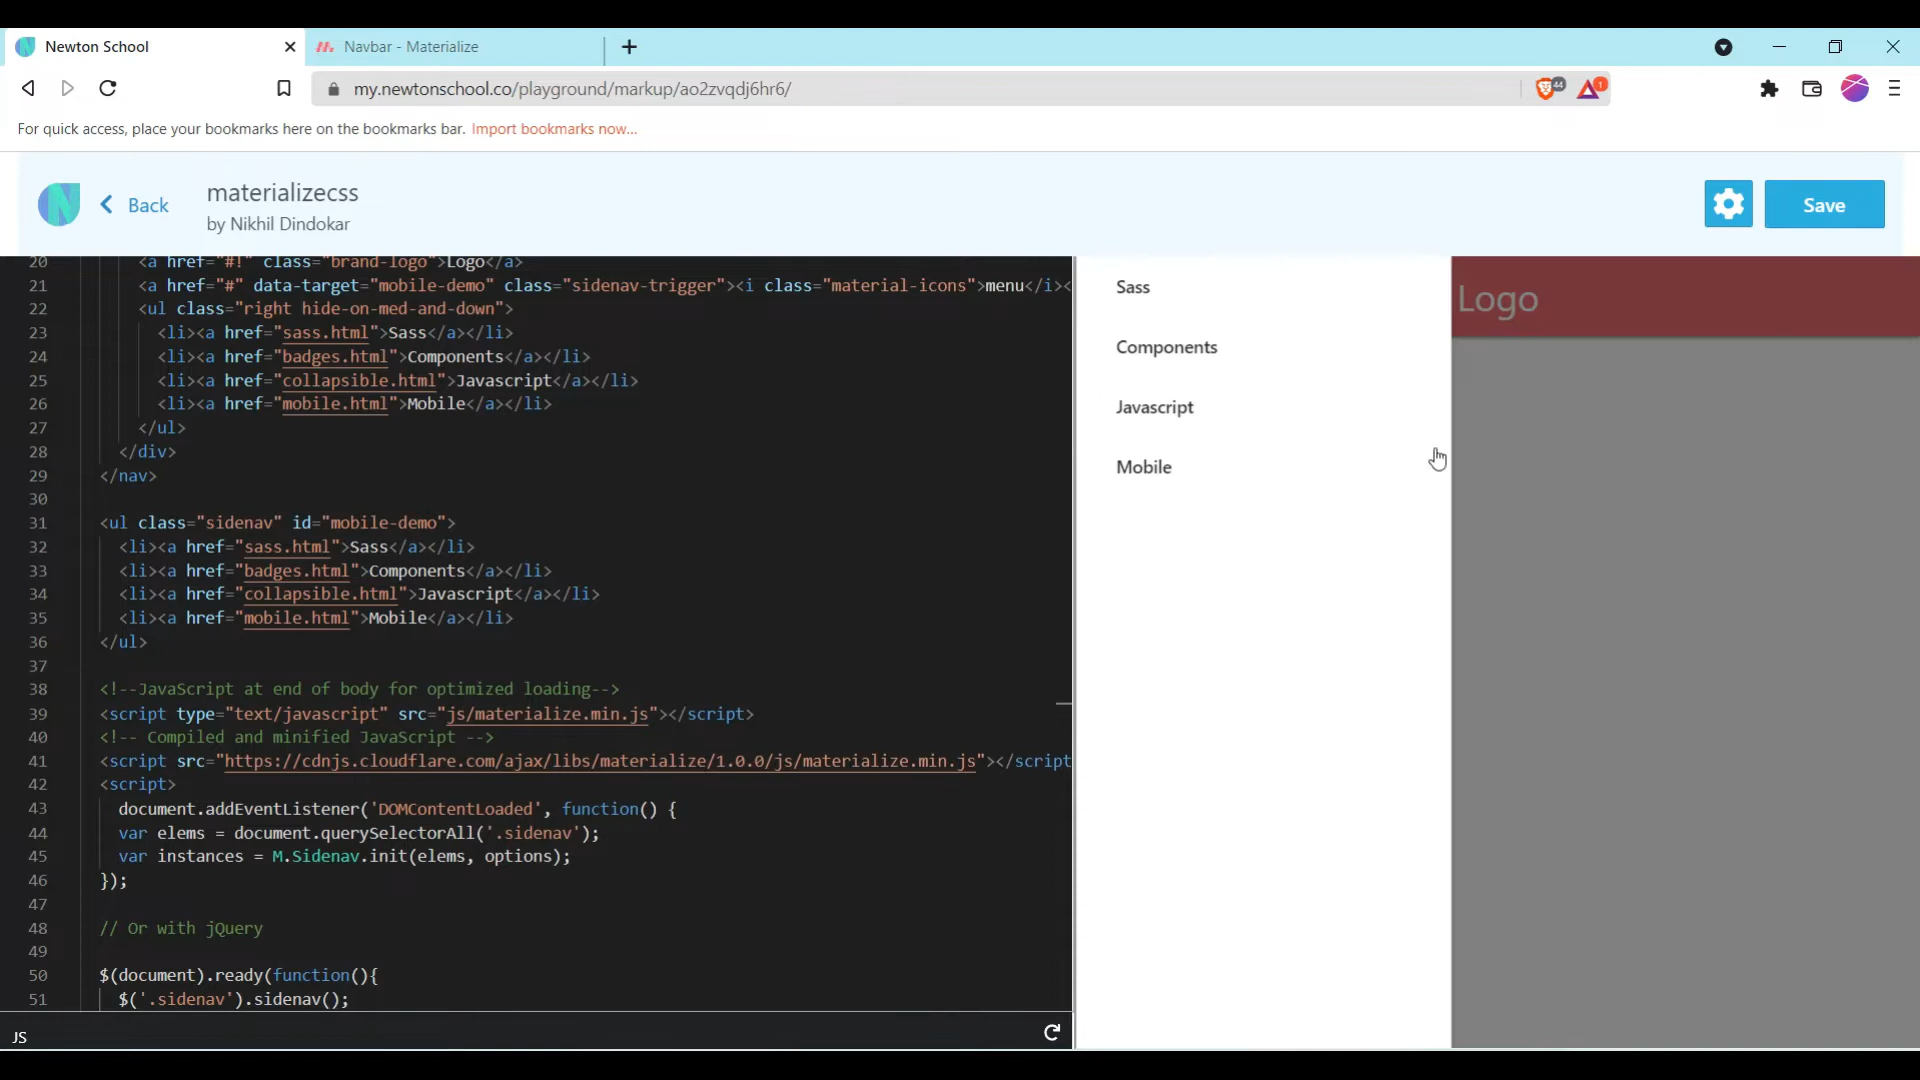 Newton School
Navbar - Materialize
my.newtonschool.co/playground/markup/ao2zvqdj6hr6/
44
1
For quick access, place your bookmarks here on the bookmarks bar. Import bookmarks now...
Back
materializecss
by Nikhil Dindokar
Save
20 <a href="#!" class="brand-logo">Logo</a>
21 <a href="#" data-target="mobile-demo" class="sidenav-trigger"><i class="material-icons">menu</i><
22 <ul class="right hide-on-med-and-down">
23 <li><a href="sass.html">Sass</a></li>
24 <li><a href="badges.html">Components</a></li>
25 <li><a href="collapsible.html">Javascript</a></li>
26 <li><a href="mobile.html">Mobile</a></li>
27 </ul>
28 </div>
29 </nav>
30
31 <ul class="sidenav" id="mobile-demo">
32 <li><a href="sass.html">Sass</a></li>
33 <li><a href="badges.html">Components</a></li>
34 <li><a href="collapsible.html">Javascript</a></li>
35 <li><a href="mobile.html">Mobile</a></li>
36 </ul>
37
38 <!--JavaScript at end of body for optimized loading-->
39 <script type="text/javascript" src="js/materialize.min.js"></script>
40 <!-- Compiled and minified JavaScript -->
41 <script src="https://cdnjs.cloudflare.com/ajax/libs/materialize/1.0.0/js/materialize.min.js"></script
42 <script>
43 document.addEventListener('DOMContentLoaded', function() {
44 var elems = document.querySelectorAll('.sidenav');
45 var instances = M.Sidenav.init(elems, options);
46 });
47
48 // Or with jQuery
49
50 $(document).ready(function(){
51 $('.sidenav').sidenav();
JS
Sass
Components
Javascript
Mobile
Logo